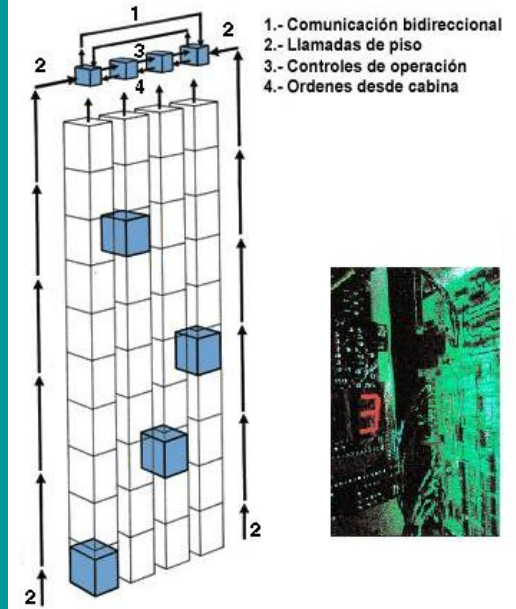 1
1.- Comunicación bidireccional
2.- Llamadas de piso
3.- Controles de operación
4.- Ordenes desde cabina
2
3
2
4
2
2